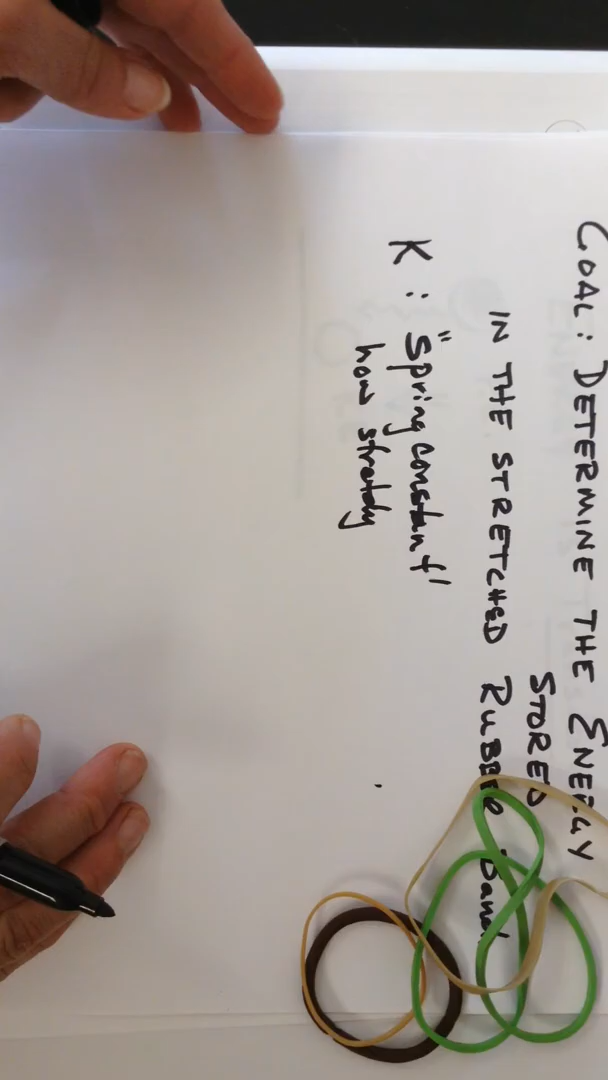 GOAL: DETERMINE THE ENERGY
STORED
IN THE STRETCHED RUBBER Band
K : "Spring constant"
how stretchy